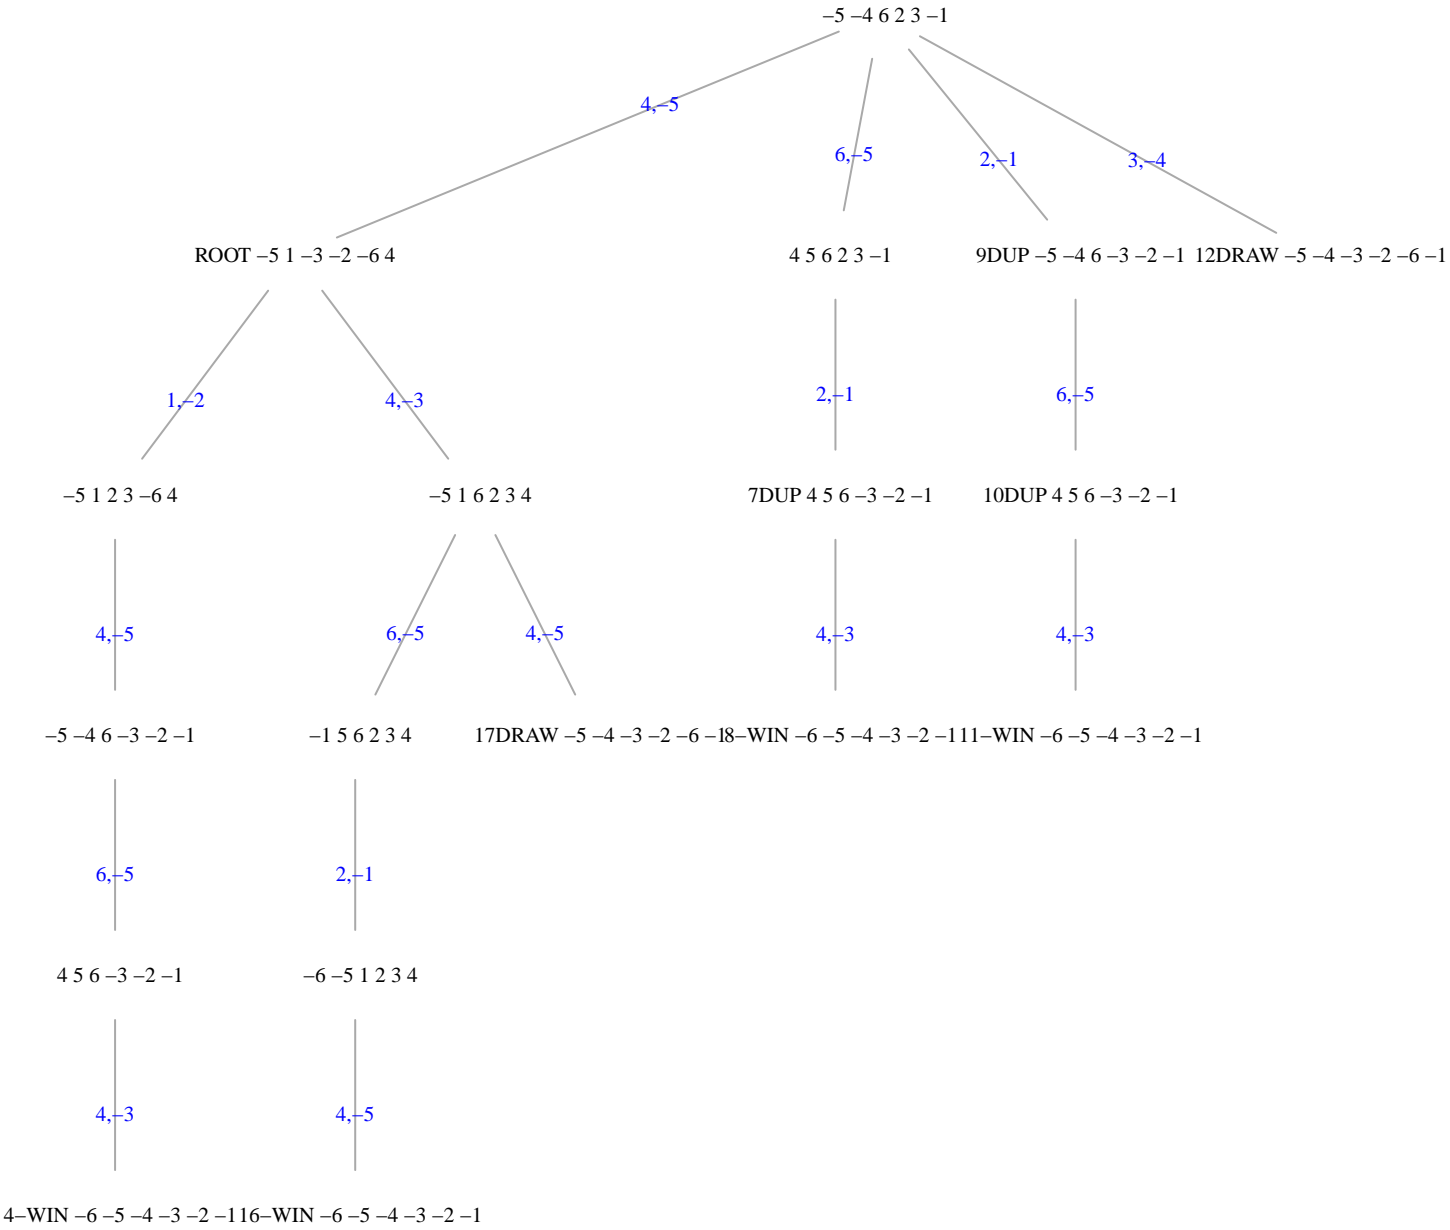 –5 –4 6 2 3 –1
4,–5
6,–5
2,–1
3,–4
ROOT –5 1 –3 –2 –6 4
4 5 6 2 3 –1
9DUP –5 –4 6 –3 –2 –1
12DRAW –5 –4 –3 –2 –6 –1
1,–2
4,–3
2,–1
6,–5
–5 1 2 3 –6 4
–5 1 6 2 3 4
7DUP 4 5 6 –3 –2 –1
10DUP 4 5 6 –3 –2 –1
4,–5
6,–5
4,–5
4,–3
4,–3
–5 –4 6 –3 –2 –1
–1 5 6 2 3 4
17DRAW –5 –4 –3 –2 –6 –1
8–WIN –6 –5 –4 –3 –2 –1
11–WIN –6 –5 –4 –3 –2 –1
6,–5
2,–1
4 5 6 –3 –2 –1
–6 –5 1 2 3 4
4,–3
4,–5
4–WIN –6 –5 –4 –3 –2 –1
16–WIN –6 –5 –4 –3 –2 –1